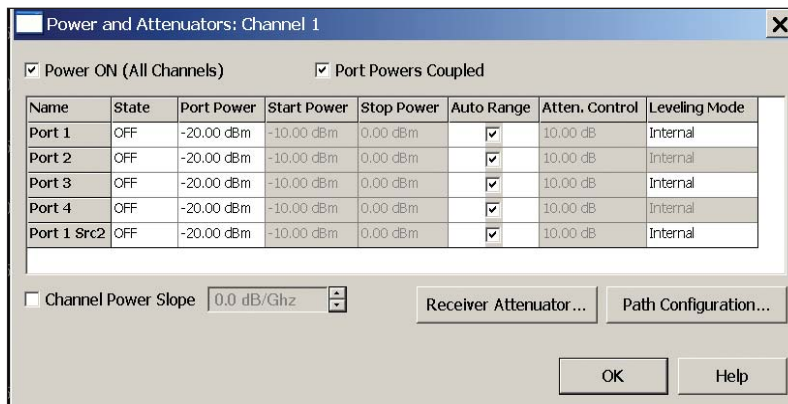 Power and Attenuators: Channel 1
Power ON (All Channels) Port Powers Coupled
Name State Port Power Start Power Stop Power Auto Range Atten. Control Leveling Mode
Port 1 OFF -20.00 dBm -10.00 dBm 0.00 dBm 10.00 dB Internal
Port 2 OFF -20.00 dBm -10.00 dBm 0.00 dBm 10.00 dB Internal
Port 3 OFF -20.00 dBm -10.00 dBm 0.00 dBm 10.00 dB Internal
Port 4 OFF -20.00 dBm -10.00 dBm 0.00 dBm 10.00 dB Internal
Port 1 Src2 OFF -20.00 dBm -10.00 dBm 0.00 dBm 10.00 dB Internal
Channel Power Slope 0.0 dB/Ghz Receiver Attenuator... Path Configuration...
OK Help